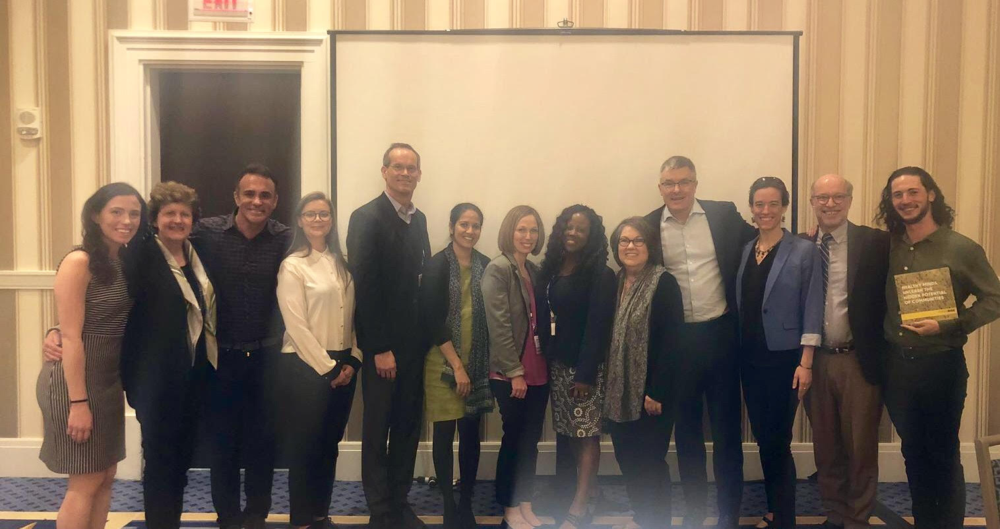 EXIT
HEALTHY MINDS
UNLEASH THE
HIDDEN POTENTIAL
OF COMMUNITIES